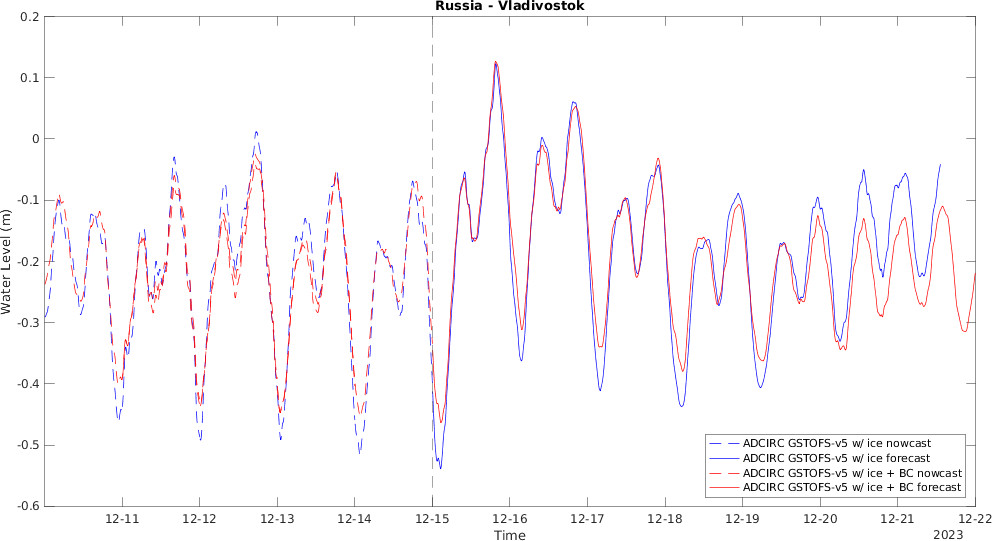 Russia - Vladivostok
Water Level (m)
0.2
0.1
0
-0.1
-0.2
-0.3
-0.4
-0.5
-0.6
ADCIRC GSTOFS-v5 w/ ice nowcast
ADCIRC GSTOFS-v5 w/ ice forecast
ADCIRC GSTOFS-v5 w/ ice + BC nowcast
ADCIRC GSTOFS-v5 w/ ice + BC forecast
12-11 12-12 12-13 12-14 12-15 12-16 12-17 12-18 12-19 12-20 12-21 12-22
Time
2023